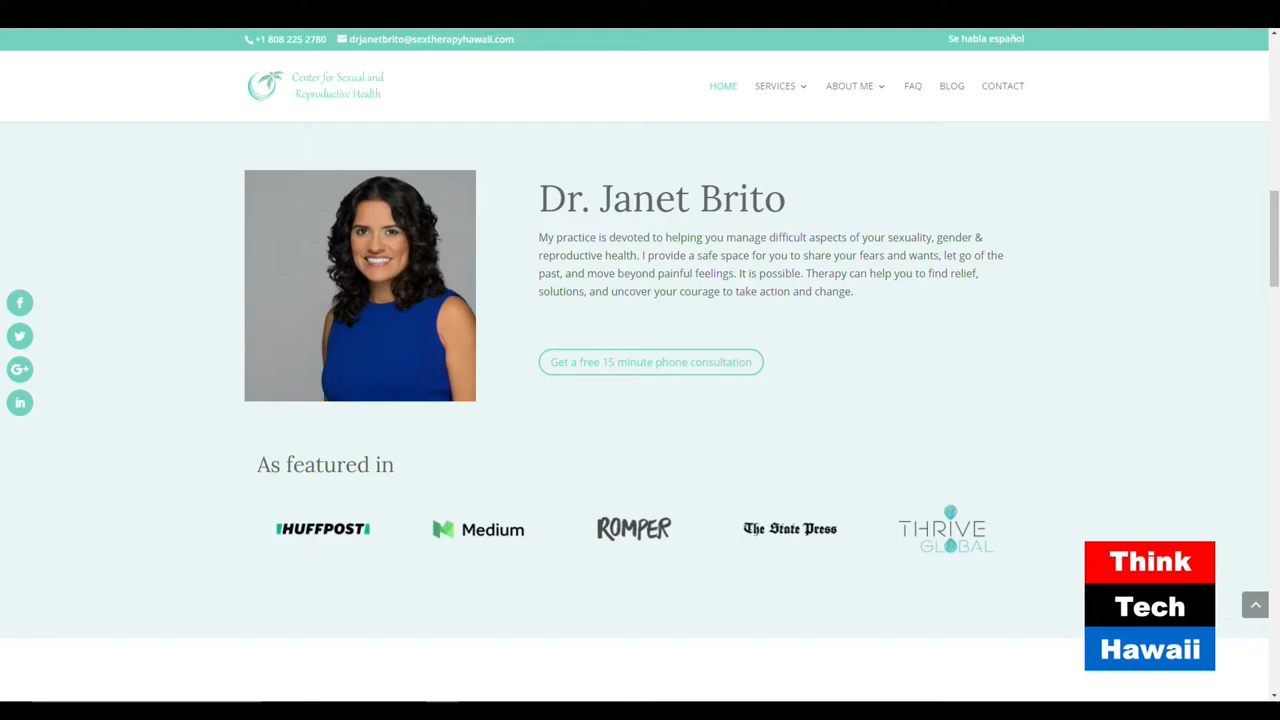 +1 808 225 2780 drjanetbrito@sextherapyhawaii.com Se habla español
Center for Sexual and
Reproductive Health
HOME SERVICES ABOUT ME FAQ BLOG CONTACT
Dr. Janet Brito
My practice is devoted to helping you manage difficult aspects of your sexuality, gender &
reproductive health. I provide a safe space for you to share your fears and wants, let go of the
past, and move beyond painful feelings. It is possible. Therapy can help you to find relief,
solutions, and uncover your courage to take action and change.
Get a free 15 minute phone consultation
As featured in
HUFFPOST Medium ROMPER The State Press THRIVE
GLOBAL
Think
Tech
Hawaii